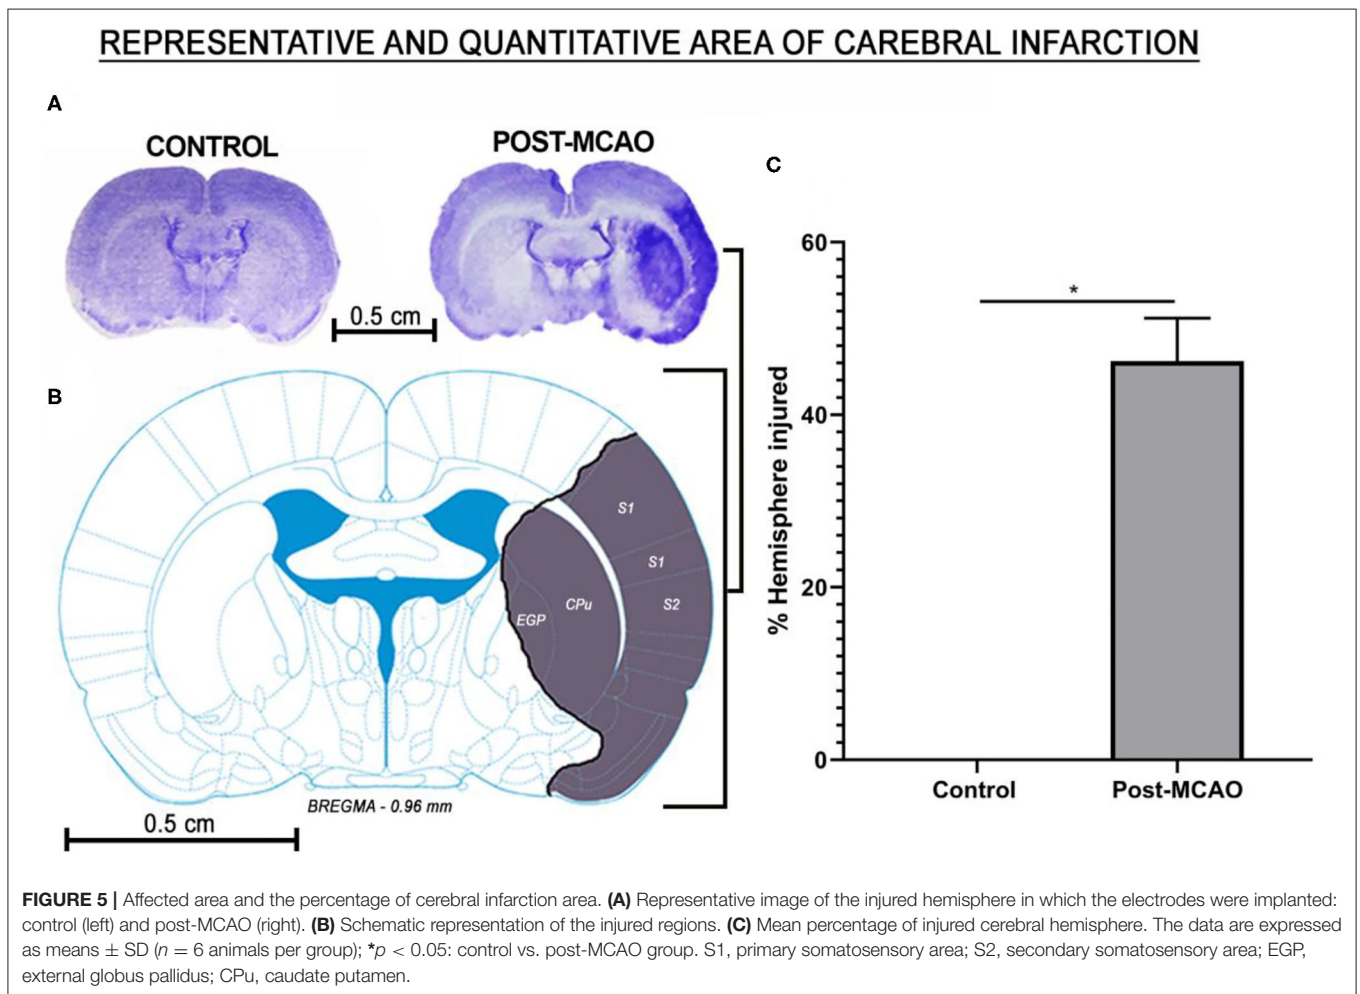 REPRESENTATIVE AND QUANTITATIVE AREA OF CAREBRAL INFARCTION
A
CONTROL
POST-MCAO
0.5 cm
B
S1
S1
S2
CPu
EGP
BREGMA - 0.96 mm
0.5 cm
C
% Hemisphere injured
60
40
20
0
*
Control
Post-MCAO
FIGURE 5 | Affected area and the percentage of cerebral infarction area. (A) Representative image of the injured hemisphere in which the electrodes were implanted:
control (left) and post-MCAO (right). (B) Schematic representation of the injured regions. (C) Mean percentage of injured cerebral hemisphere. The data are expressed
as means ± SD (n = 6 animals per group); *p < 0.05: control vs. post-MCAO group. S1, primary somatosensory area; S2, secondary somatosensory area; EGP,
external globus pallidus; CPu, caudate putamen.